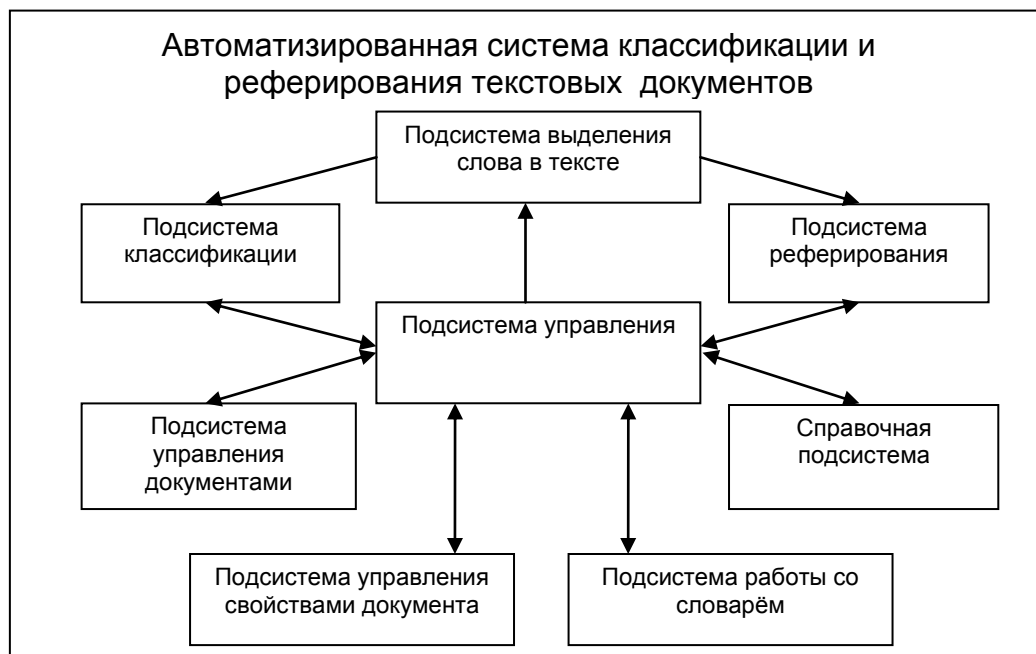 Автоматизированная система классификации и
реферирования текстовых документов
Подсистема выделения
слова в тексте
Подсистема
классификации
Подсистема
реферирования
Подсистема управления
Подсистема
управления
документами
Справочная
подсистема
Подсистема управления
свойствами документа
Подсистема работы со
словарём